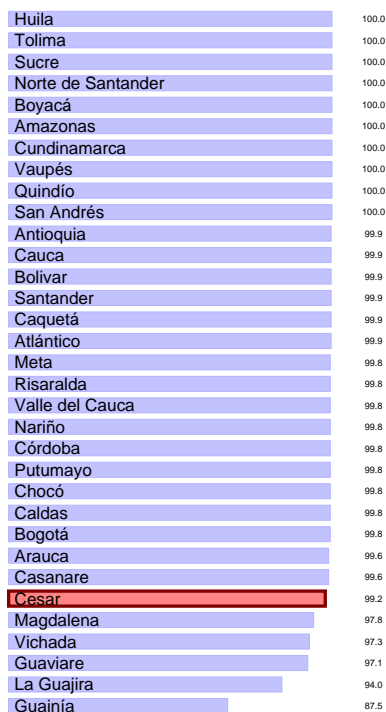 Huila 100.0
Tolima 100.0
Sucre 100.0
Norte de Santander 100.0
Boyacá 100.0
Amazonas 100.0
Cundinamarca 100.0
Vaupés 100.0
Quindío 100.0
San Andrés 100.0
Antioquia 99.9
Cauca 99.9
Bolivar 99.9
Santander 99.9
Caquetá 99.9
Atlántico 99.9
Meta 99.8
Risaralda 99.8
Valle del Cauca 99.8
Nariño 99.8
Córdoba 99.8
Putumayo 99.8
Chocó 99.8
Caldas 99.8
Bogotá 99.8
Arauca 99.6
Casanare 99.6
Cesar 99.2
Magdalena 97.8
Vichada 97.3
Guaviare 97.1
La Guajira 94.0
Guainía 87.5